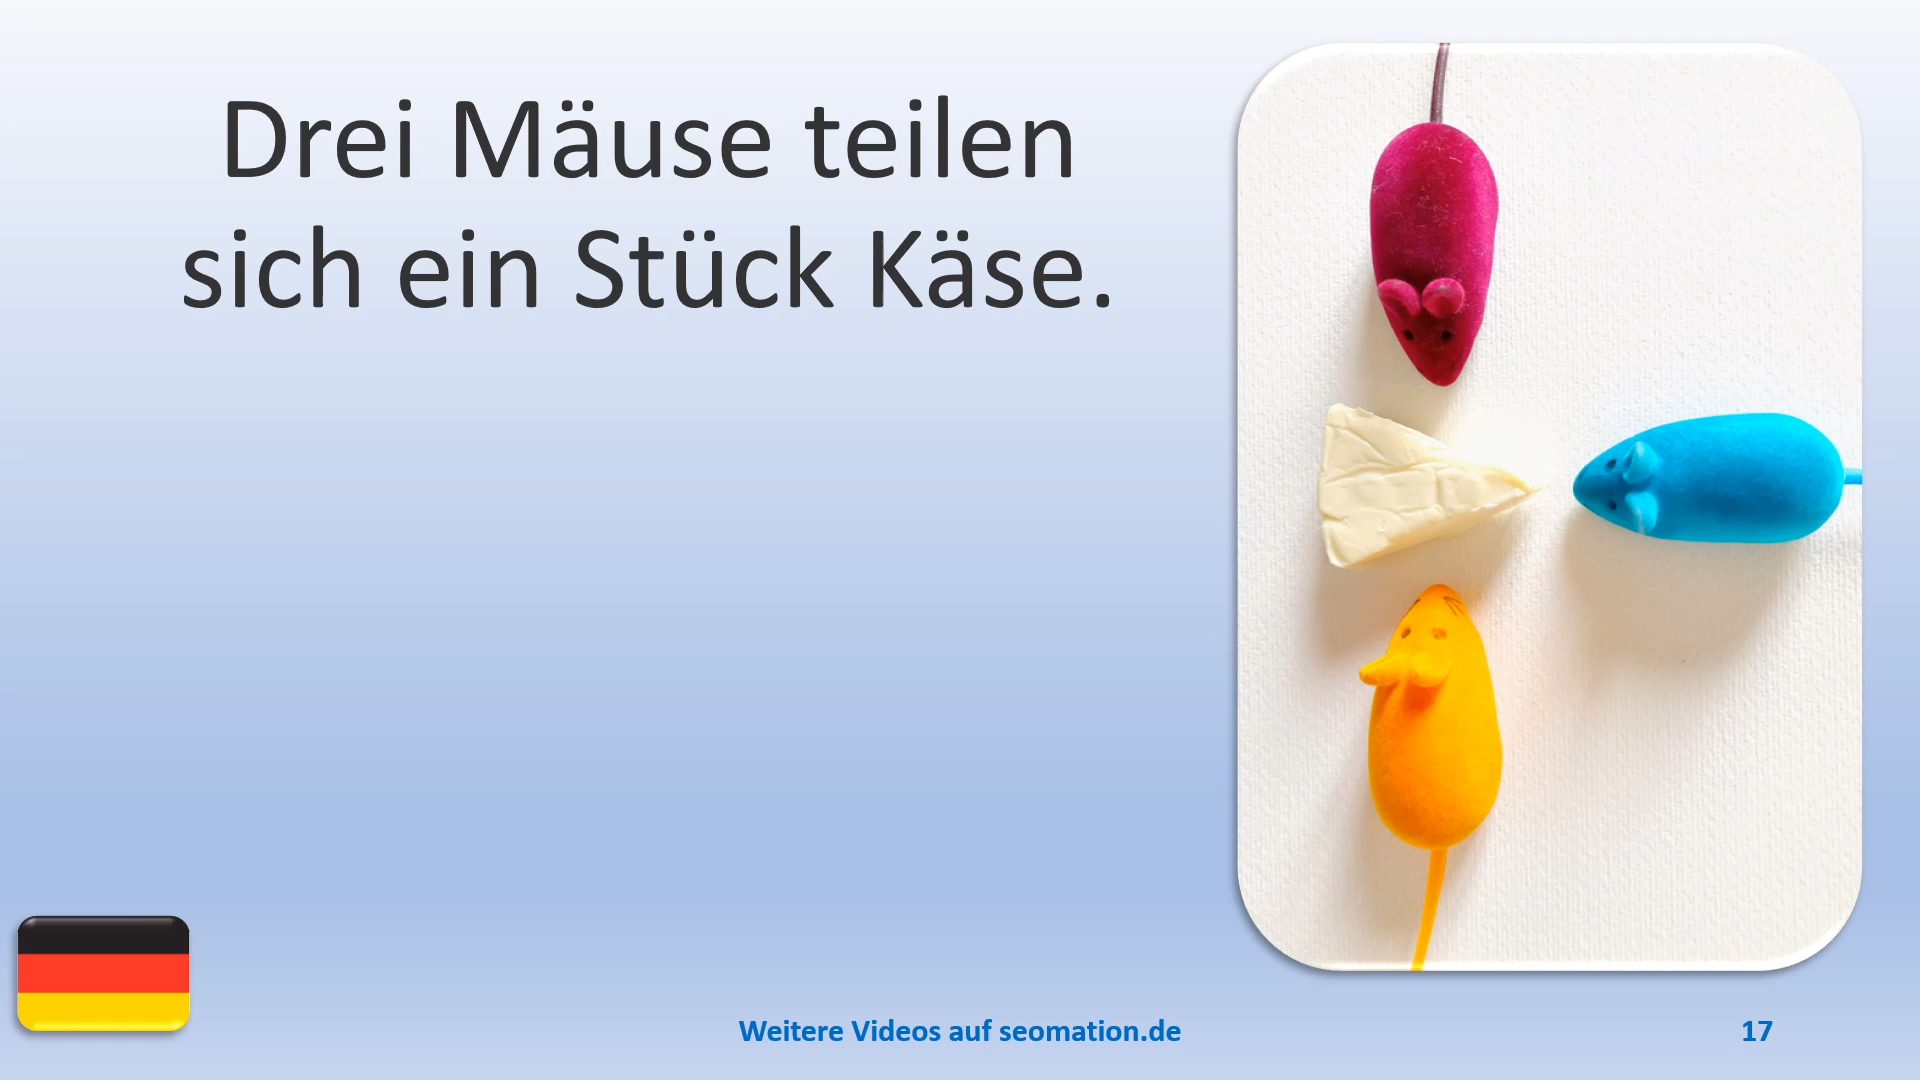 Drei Mäuse teilen
sich ein Stück Käse.
Weitere Videos auf seomation.de
17